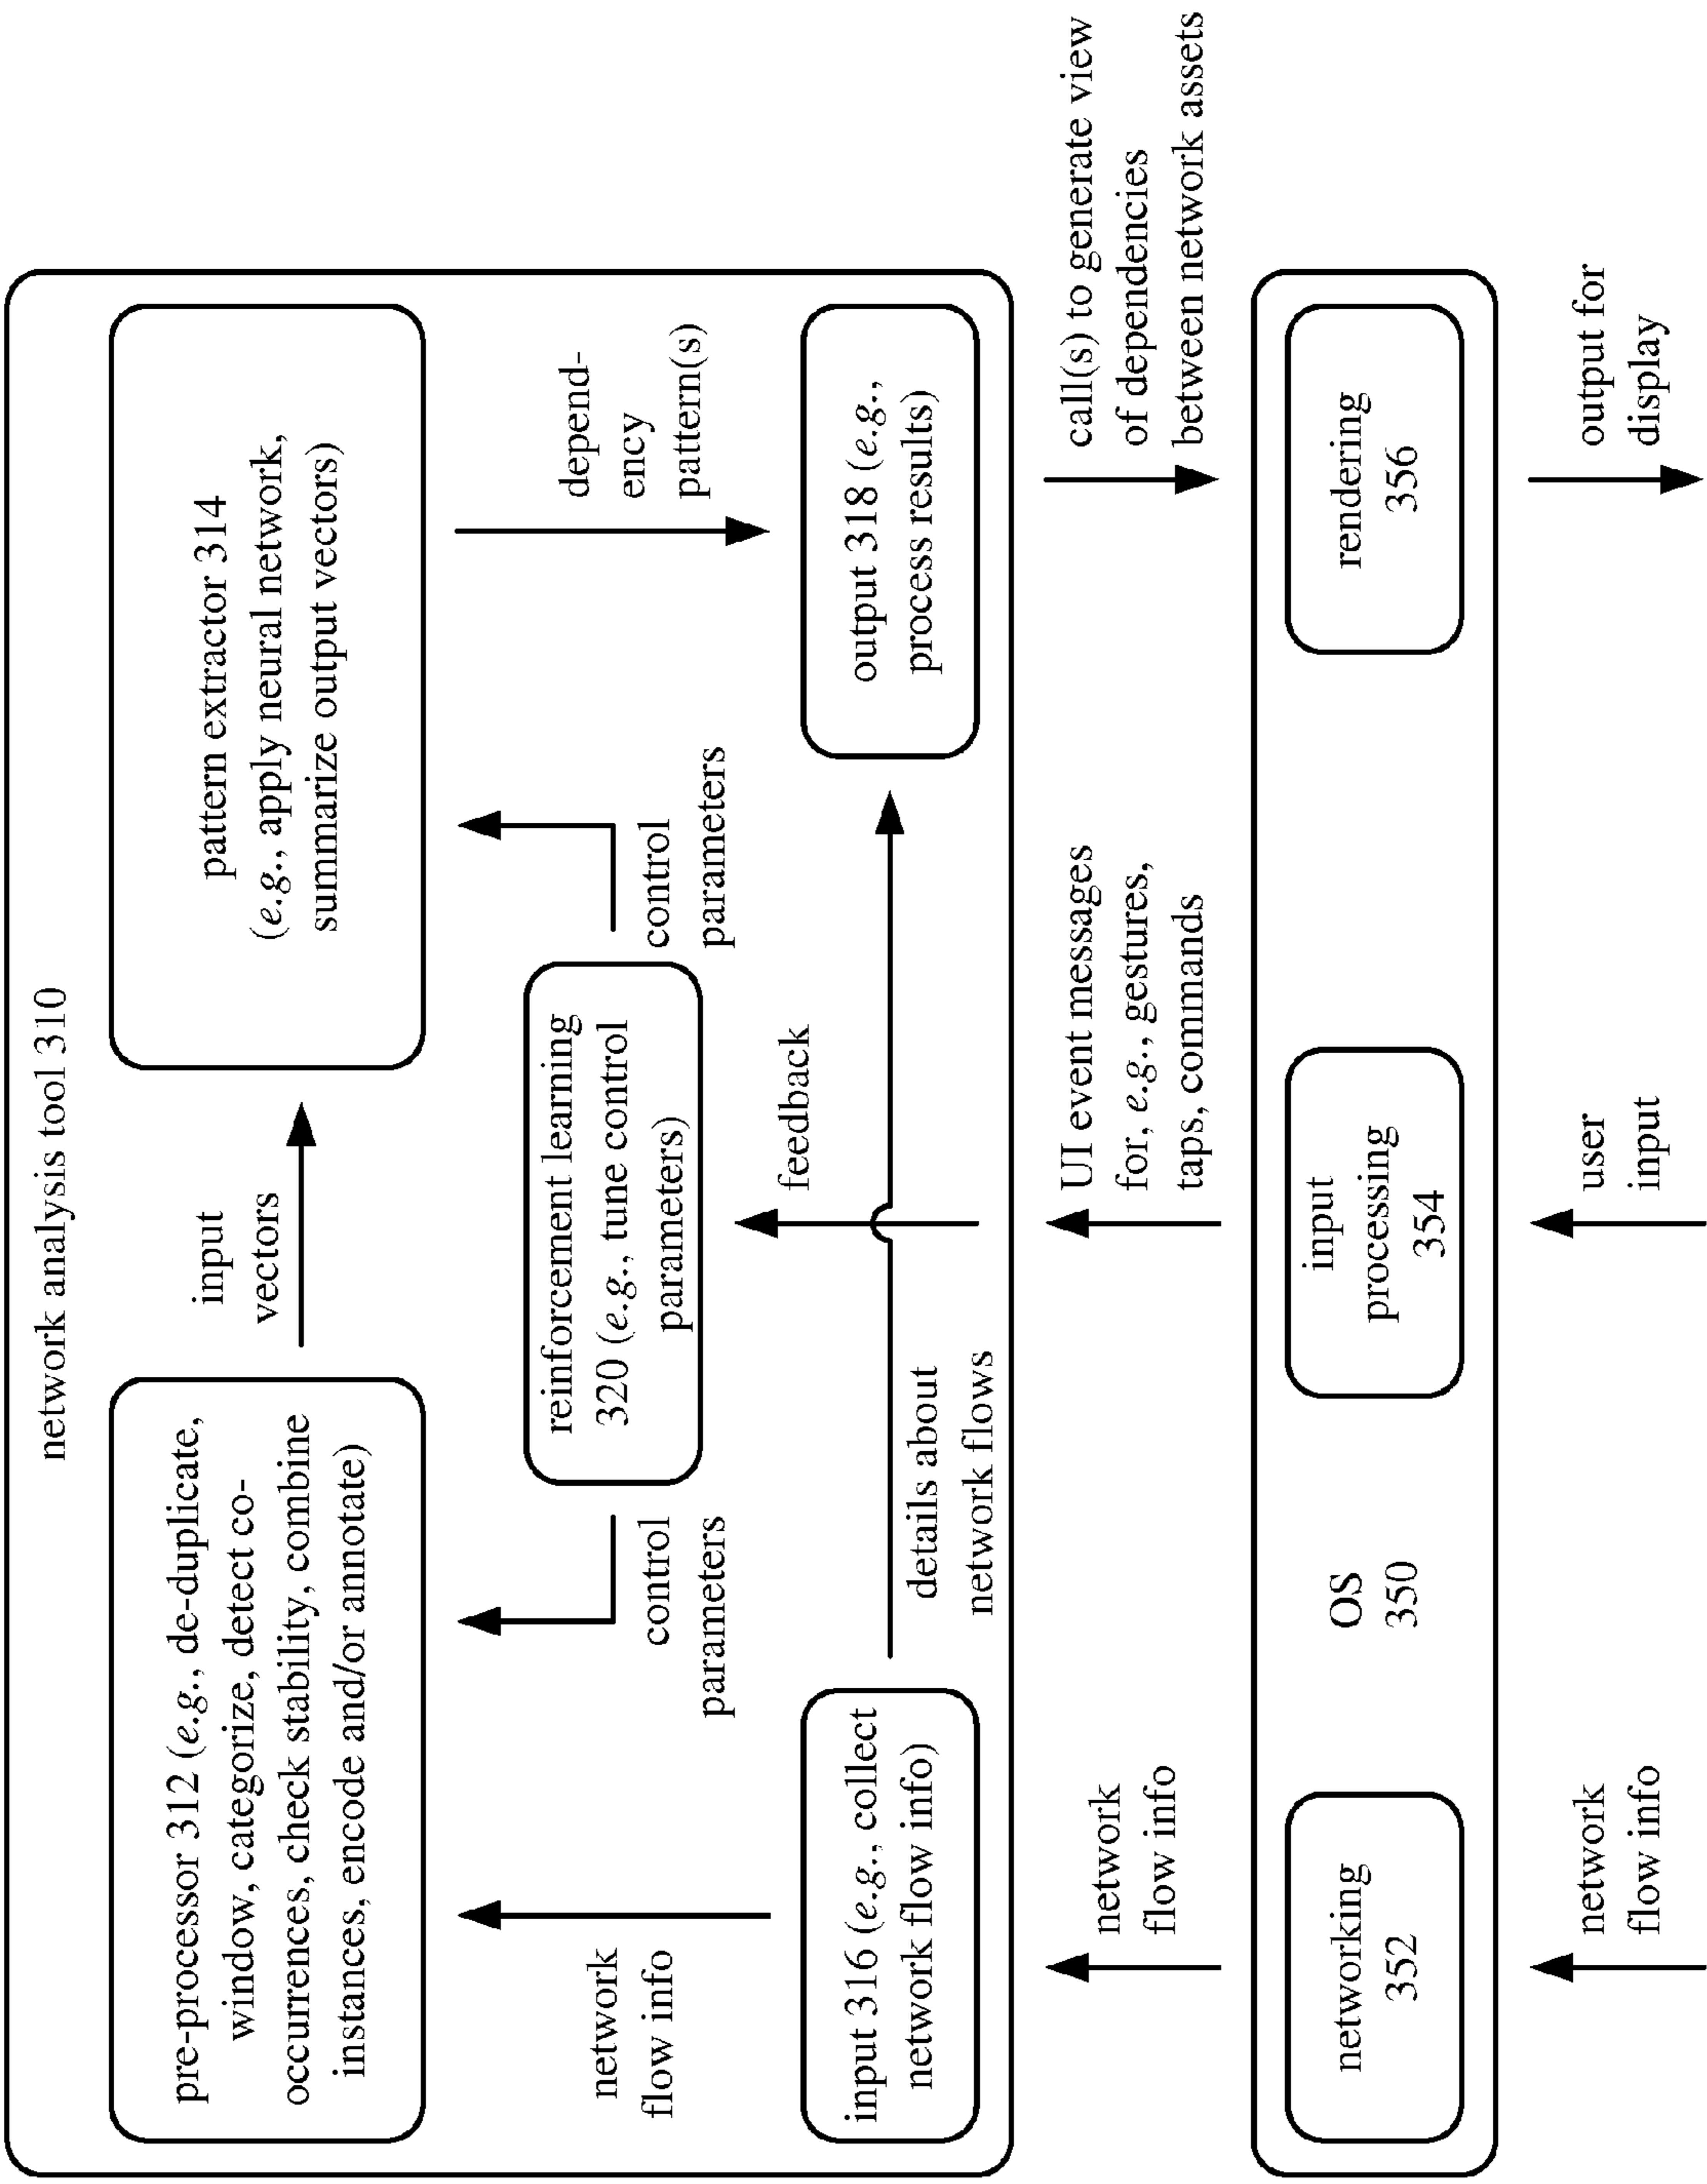 network analysis tool 310
pre-processor 312 (e.g., de-duplicate,
window, categorize, detect co-
occurrences, check stability, combine
instances, encode and/or annotate)
input
vectors
pattern extractor 314
(e.g., apply neural network,
summarize output vectors)
network
flow info
control
parameters
reinforcement learning
320 (e.g., tune control
parameters)
control
parameters
depend-
ency
pattern(s)
feedback
input 316 (e.g., collect
network flow info)
details about
network flows
output 318 (e.g.,
process results)
network
flow info
UI event messages
for, e.g., gestures,
taps, commands
call(s) to generate view
of dependencies
between network assets
networking
352
OS
350
input
processing
354
rendering
356
network
flow info
user
input
output for
display